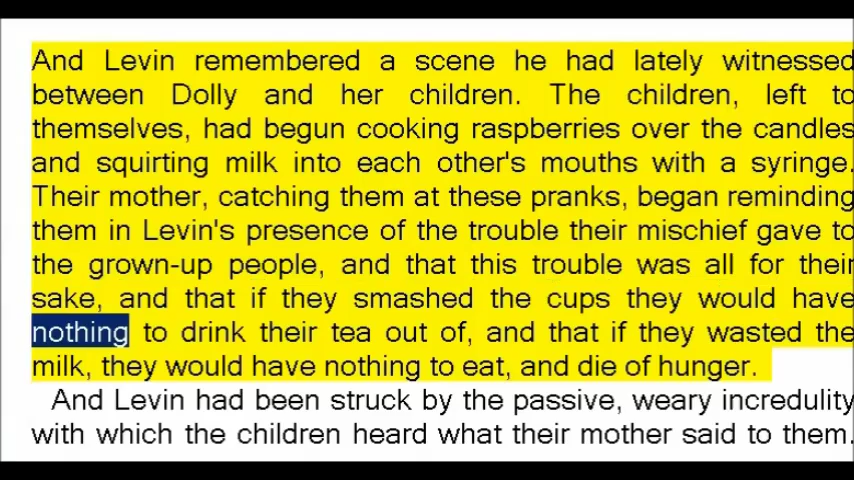 And Levin remembered a scene he had lately witnessed
between Dolly and her children. The children, left to
themselves, had begun cooking raspberries over the candles
and squirting milk into each other's mouths with a syringe.
Their mother, catching them at these pranks, began reminding
them in Levin's presence of the trouble their mischief gave to
the grown-up people, and that this trouble was all for their
sake, and that if they smashed the cups they would have
nothing to drink their tea out of, and that if they wasted the
milk, they would have nothing to eat, and die of hunger.
And Levin had been struck by the passive, weary incredulity
with which the children heard what their mother said to them.